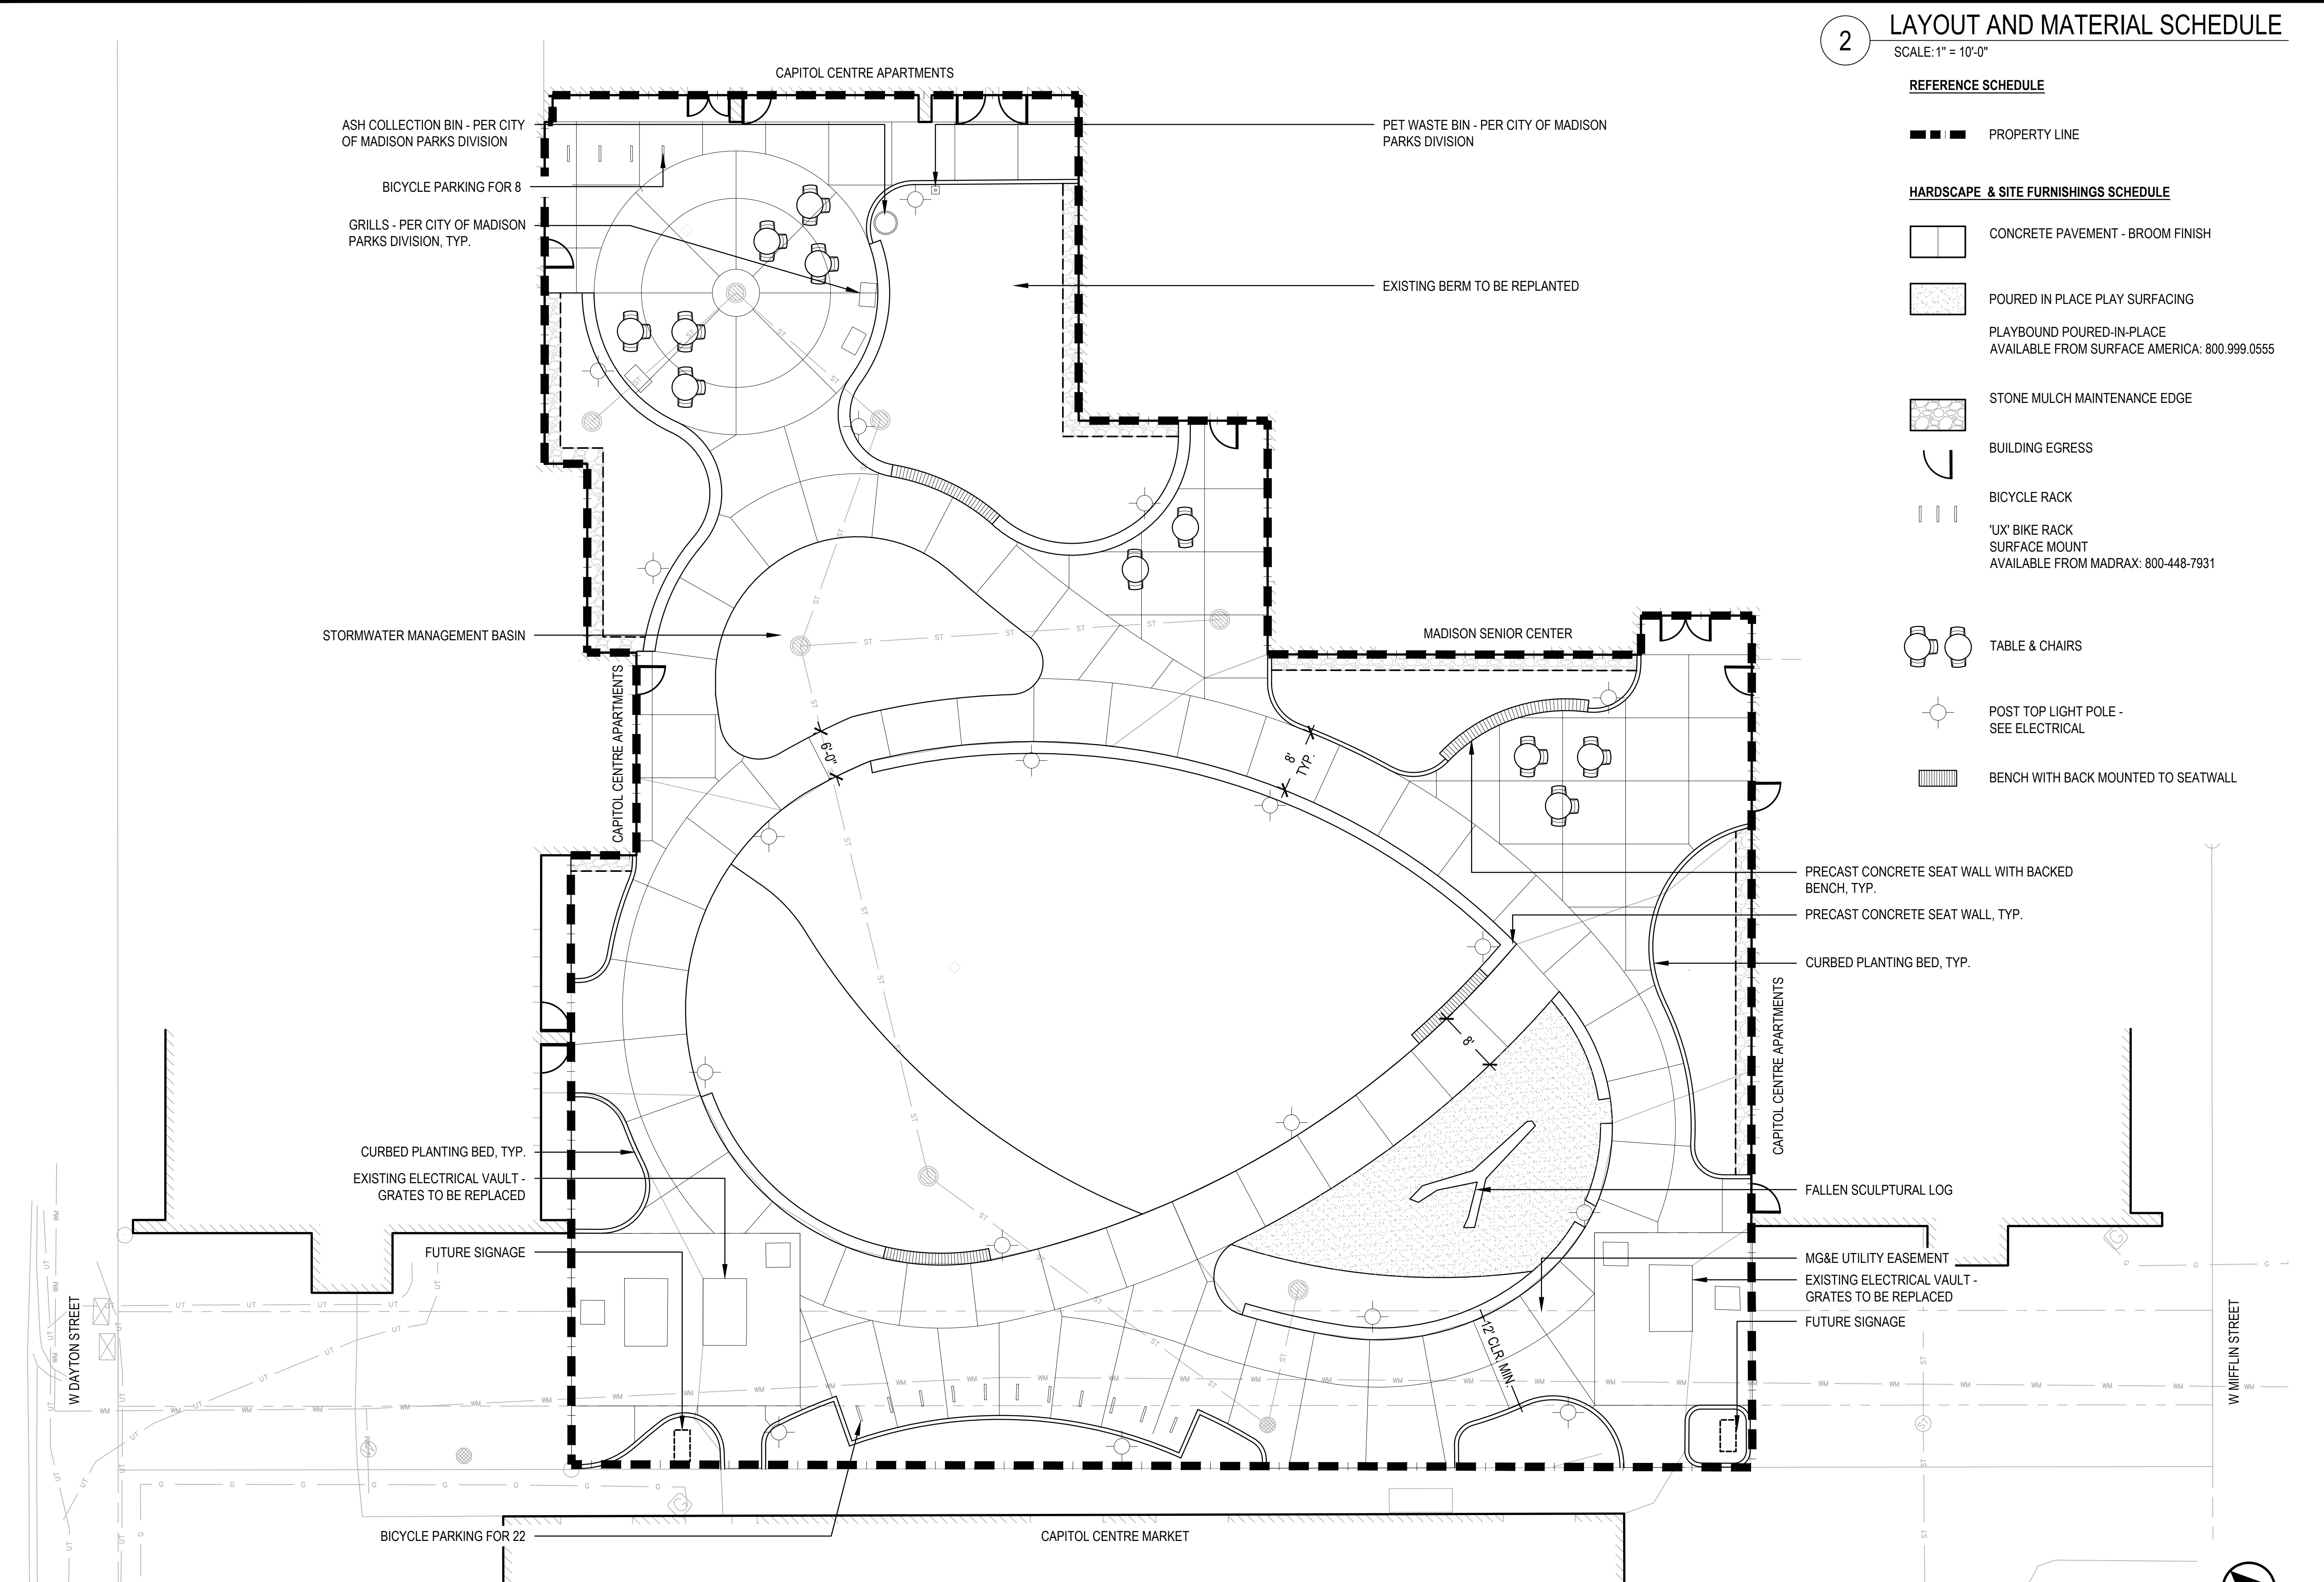 2
LAYOUT AND MATERIAL SCHEDULE
SCALE: 1" = 10'-0"
REFERENCE SCHEDULE
PROPERTY LINE
HARDSCAPE & SITE FURNISHINGS SCHEDULE
CONCRETE PAVEMENT - BROOM FINISH
POURED IN PLACE PLAY SURFACING
PLAYBOUND POURED-IN-PLACE
AVAILABLE FROM SURFACE AMERICA: 800.999.0555
STONE MULCH MAINTENANCE EDGE
BUILDING EGRESS
BICYCLE RACK
'UX' BIKE RACK
SURFACE MOUNT
AVAILABLE FROM MADRAX: 800-448-7931
TABLE & CHAIRS
POST TOP LIGHT POLE -
SEE ELECTRICAL
BENCH WITH BACK MOUNTED TO SEATWALL
CAPITOL CENTRE APARTMENTS
ASH COLLECTION BIN - PER CITY
OF MADISON PARKS DIVISION
BICYCLE PARKING FOR 8
GRILLS - PER CITY OF MADISON
PARKS DIVISION, TYP.
PET WASTE BIN - PER CITY OF MADISON
PARKS DIVISION
EXISTING BERM TO BE REPLANTED
STORMWATER MANAGEMENT BASIN
MADISON SENIOR CENTER
CAPITOL CENTRE APARTMENTS
6'-0"
8'
TYP.
PRECAST CONCRETE SEAT WALL WITH BACKED
BENCH, TYP.
PRECAST CONCRETE SEAT WALL, TYP.
CURBED PLANTING BED, TYP.
CAPITOL CENTRE APARTMENTS
8'
CURBED PLANTING BED, TYP.
EXISTING ELECTRICAL VAULT -
GRATES TO BE REPLACED
FUTURE SIGNAGE
FALLEN SCULPTURAL LOG
MG&E UTILITY EASEMENT
EXISTING ELECTRICAL VAULT -
GRATES TO BE REPLACED
FUTURE SIGNAGE
12' CLR. MIN.
W DAYTON STREET
W MIFFLIN STREET
BICYCLE PARKING FOR 22
CAPITOL CENTRE MARKET
ST
UT
WM
G